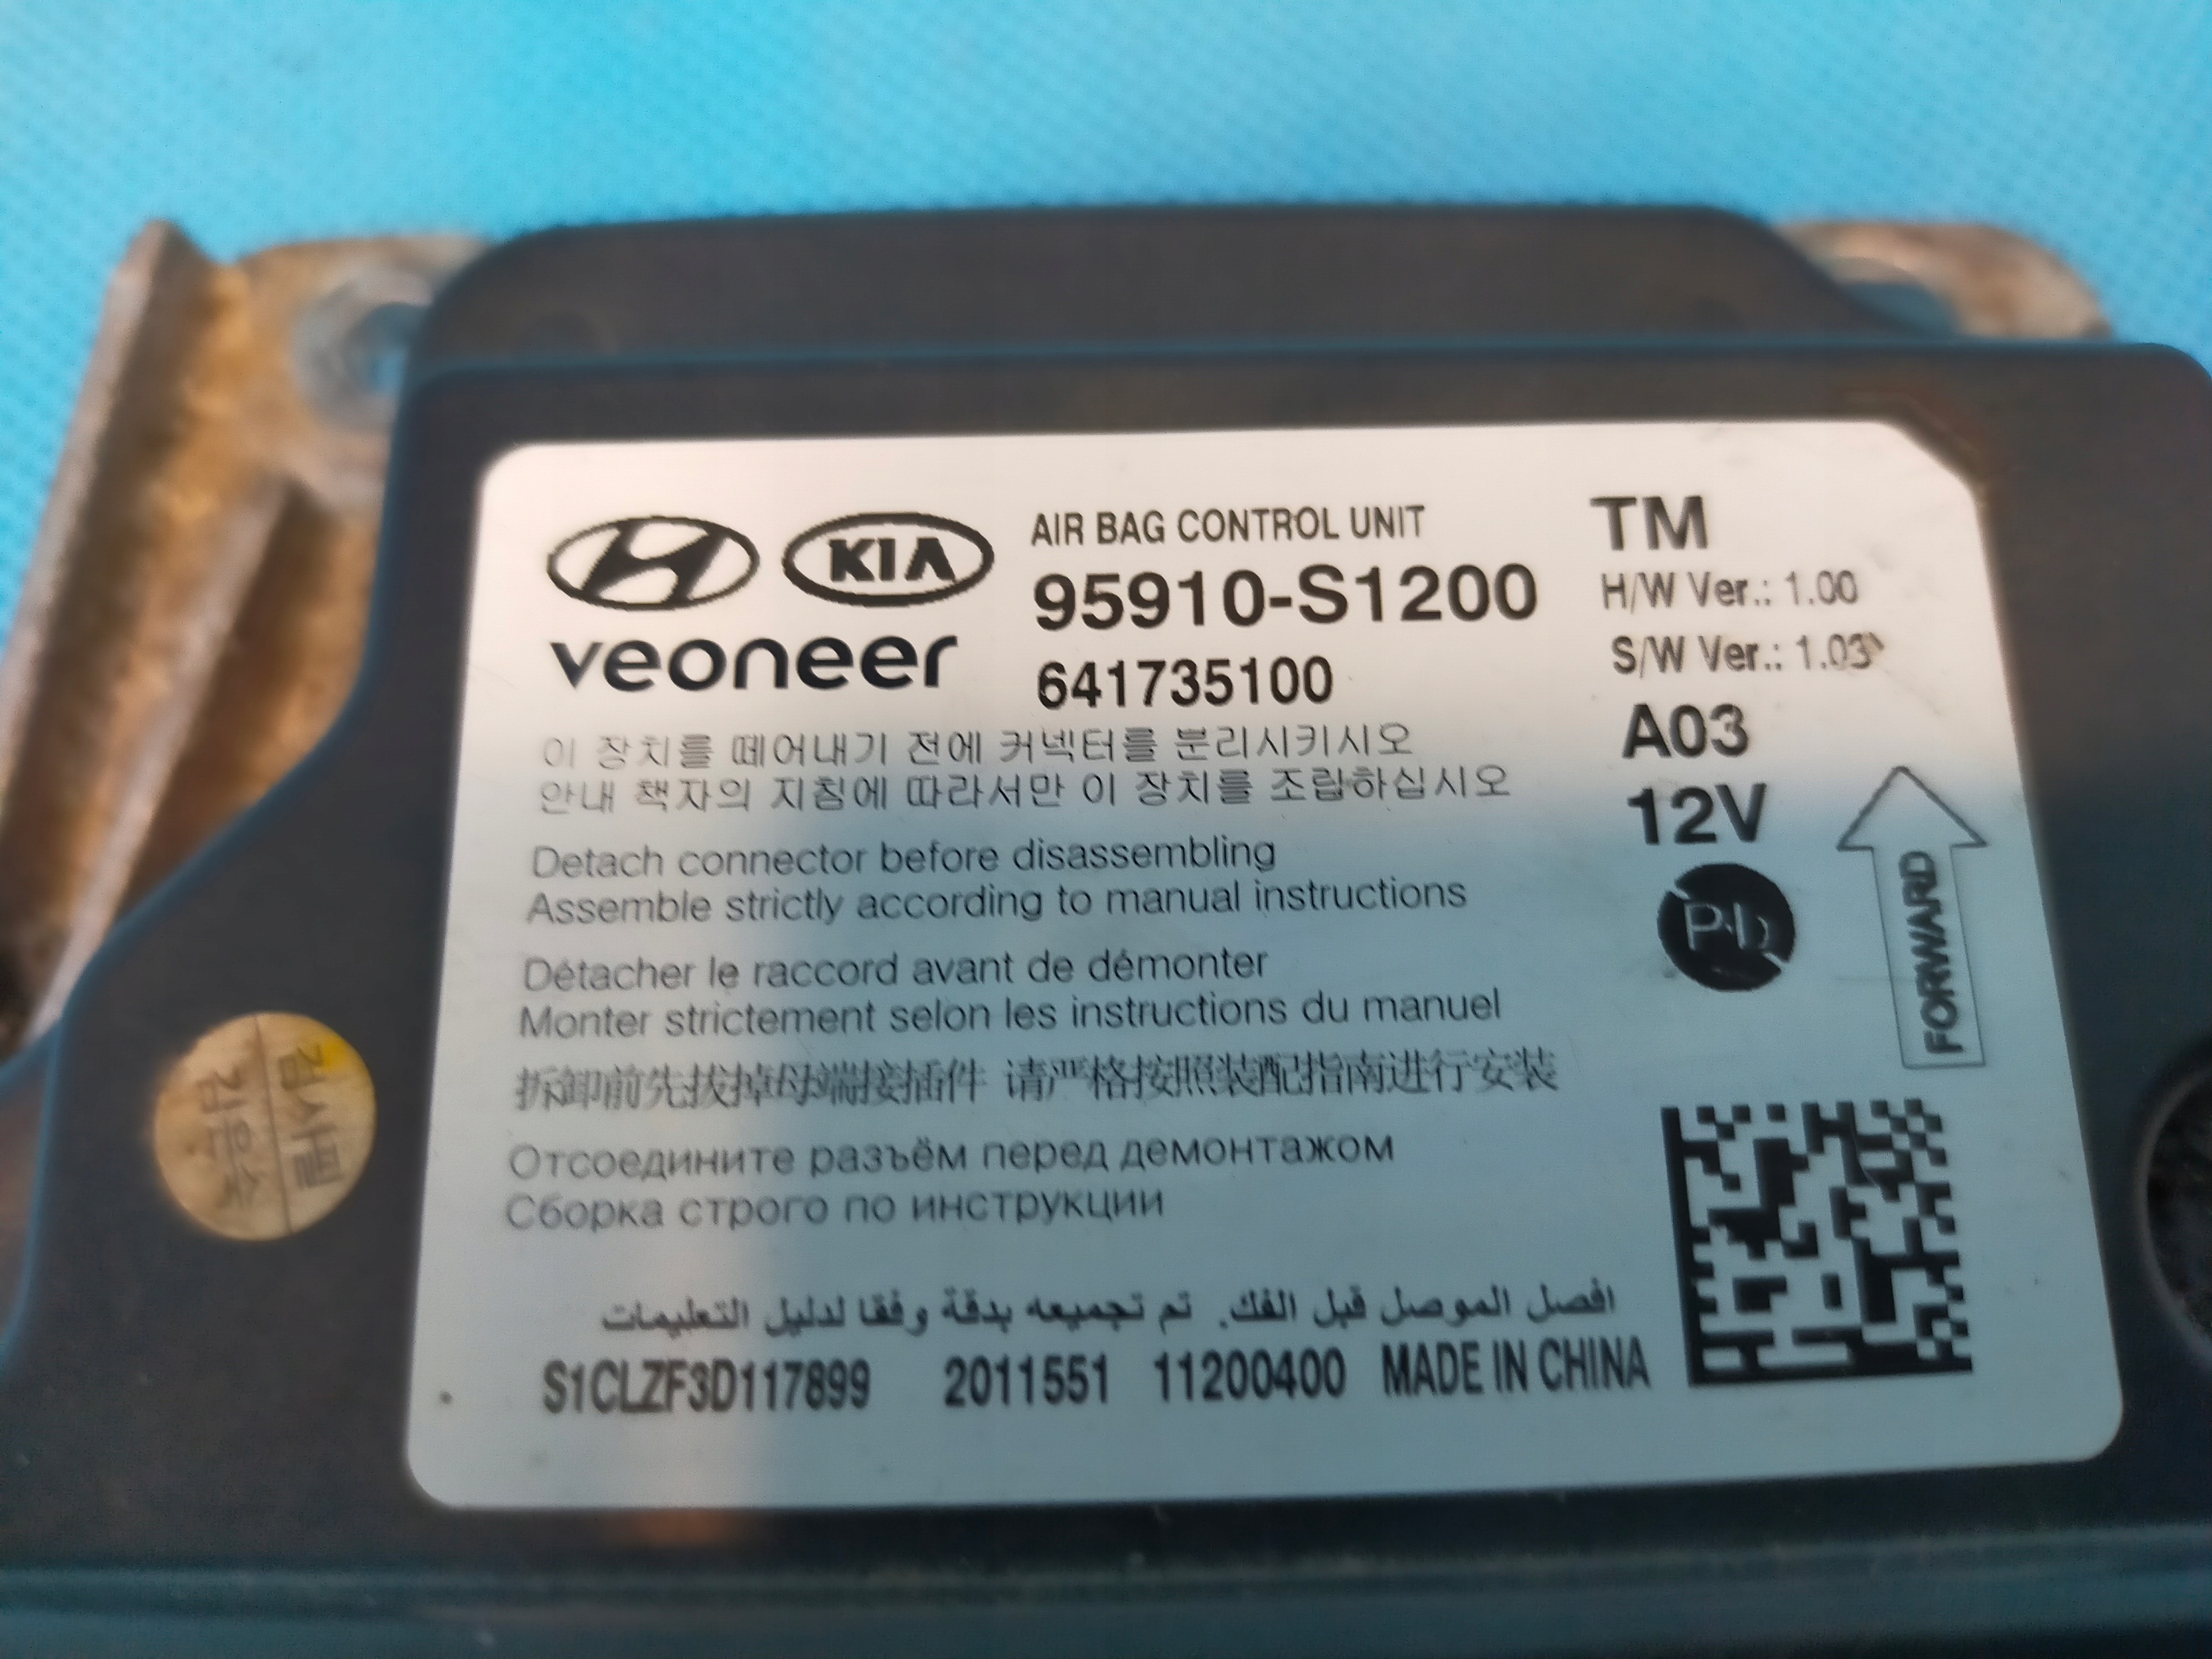 KIA
veoneer
AIR BAG CONTROL UNIT
95910-S1200
641735100
TM
H/W Ver.: 1.00
S/W Ver.: 1.03
A03
12V
Pb
FORWARD
이 장치를 떼어내기 전에 커넥터를 분리시키시오
안내 책자의 지침에 따라서만 이 장치를 조립하십시오
Detach connector before disassembling
Assemble strictly according to manual instructions
Détacher le raccord avant de démonter
Monter strictement selon les instructions du manuel
拆卸前先拔掉母端接插件 请严格按照装配指南进行安装
Отсоедините разъём перед демонтажом
Сборка строго по инструкции
افصل الموصل قبل الفك. تم تجميعه بدقة وفقا لدليل التعليمات
S1CLZF3D117899 2011551 11200400 MADE IN CHINA
검사필
김은숙